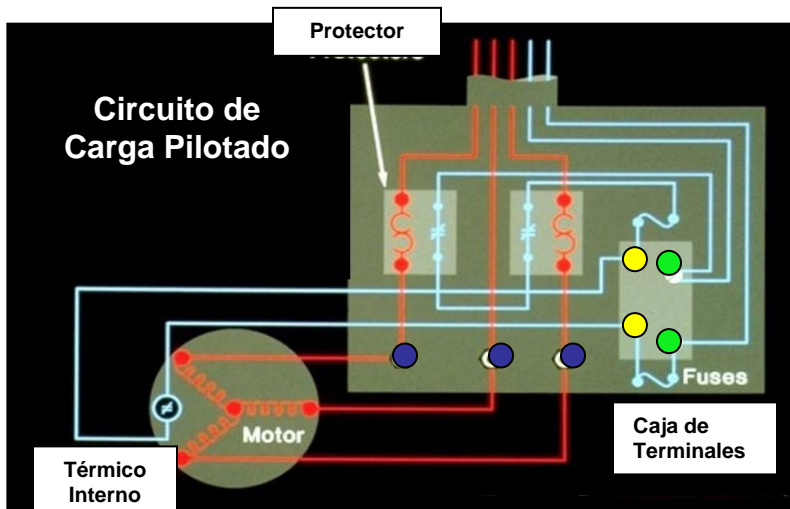 Protector
Circuito de
Carga Pilotado
Fuses
Motor
Caja de
Terminales
Térmico
Interno